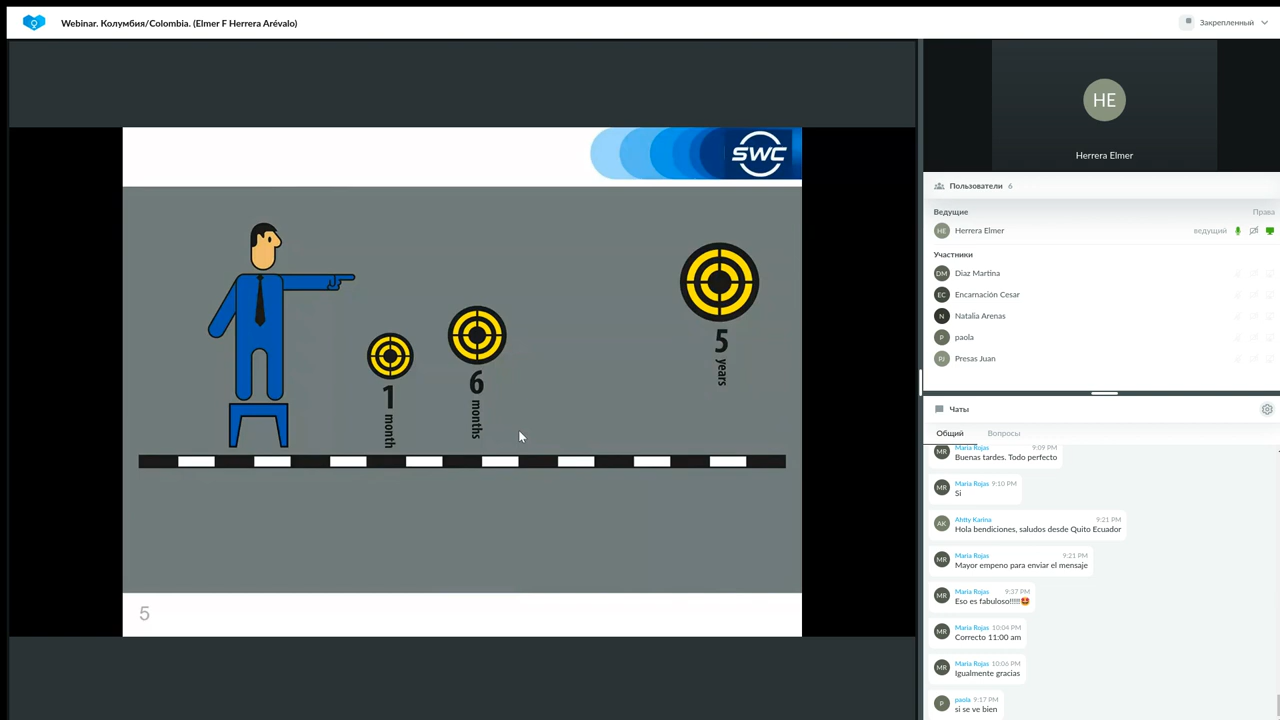 Webinar. Колумбия/Colombia. (Elmer F Herrera Arévalo)
Закрепленный
SWC
1
month
6
months
5
years
5
HE
Herrera Elmer
Пользователи 6
Ведущие
Права
HE
Herrera Elmer
ведущий
Участники
DM
Diaz Martina
EC
Encarnación Cesar
N
Natalia Arenas
P
paola
PJ
Presas Juan
Чаты
Общий
Вопросы
MR
Maria Rojas 9:09 PM
Buenas tardes. Todo perfecto
MR
Maria Rojas 9:10 PM
Si
AK
Ahtty Karina 9:21 PM
Hola bendiciones, saludos desde Quito Ecuador
MR
Maria Rojas 9:21 PM
Mayor empeno para enviar el mensaje
MR
Maria Rojas 9:37 PM
Eso es fabuloso!!!!!🤩
MR
Maria Rojas 10:04 PM
Correcto 11:00 am
MR
Maria Rojas 10:06 PM
Igualmente gracias
P
paola 9:17 PM
si se ve bien